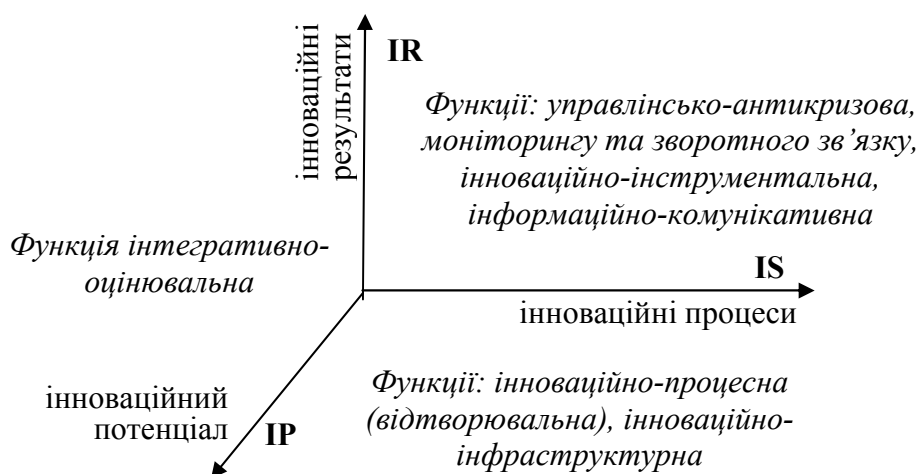 інноваційні
результати
IR
Функції: управлінсько-антикризова,
моніторингу та зворотного зв’язку,
інноваційно-інструментальна,
інформаційно-комунікативна
Функція інтегративно-
оцінювальна
IS
інноваційні процеси
інноваційний
потенціал
IP
Функції: інноваційно-процесна
(відтворювальна), інноваційно-
інфраструктурна